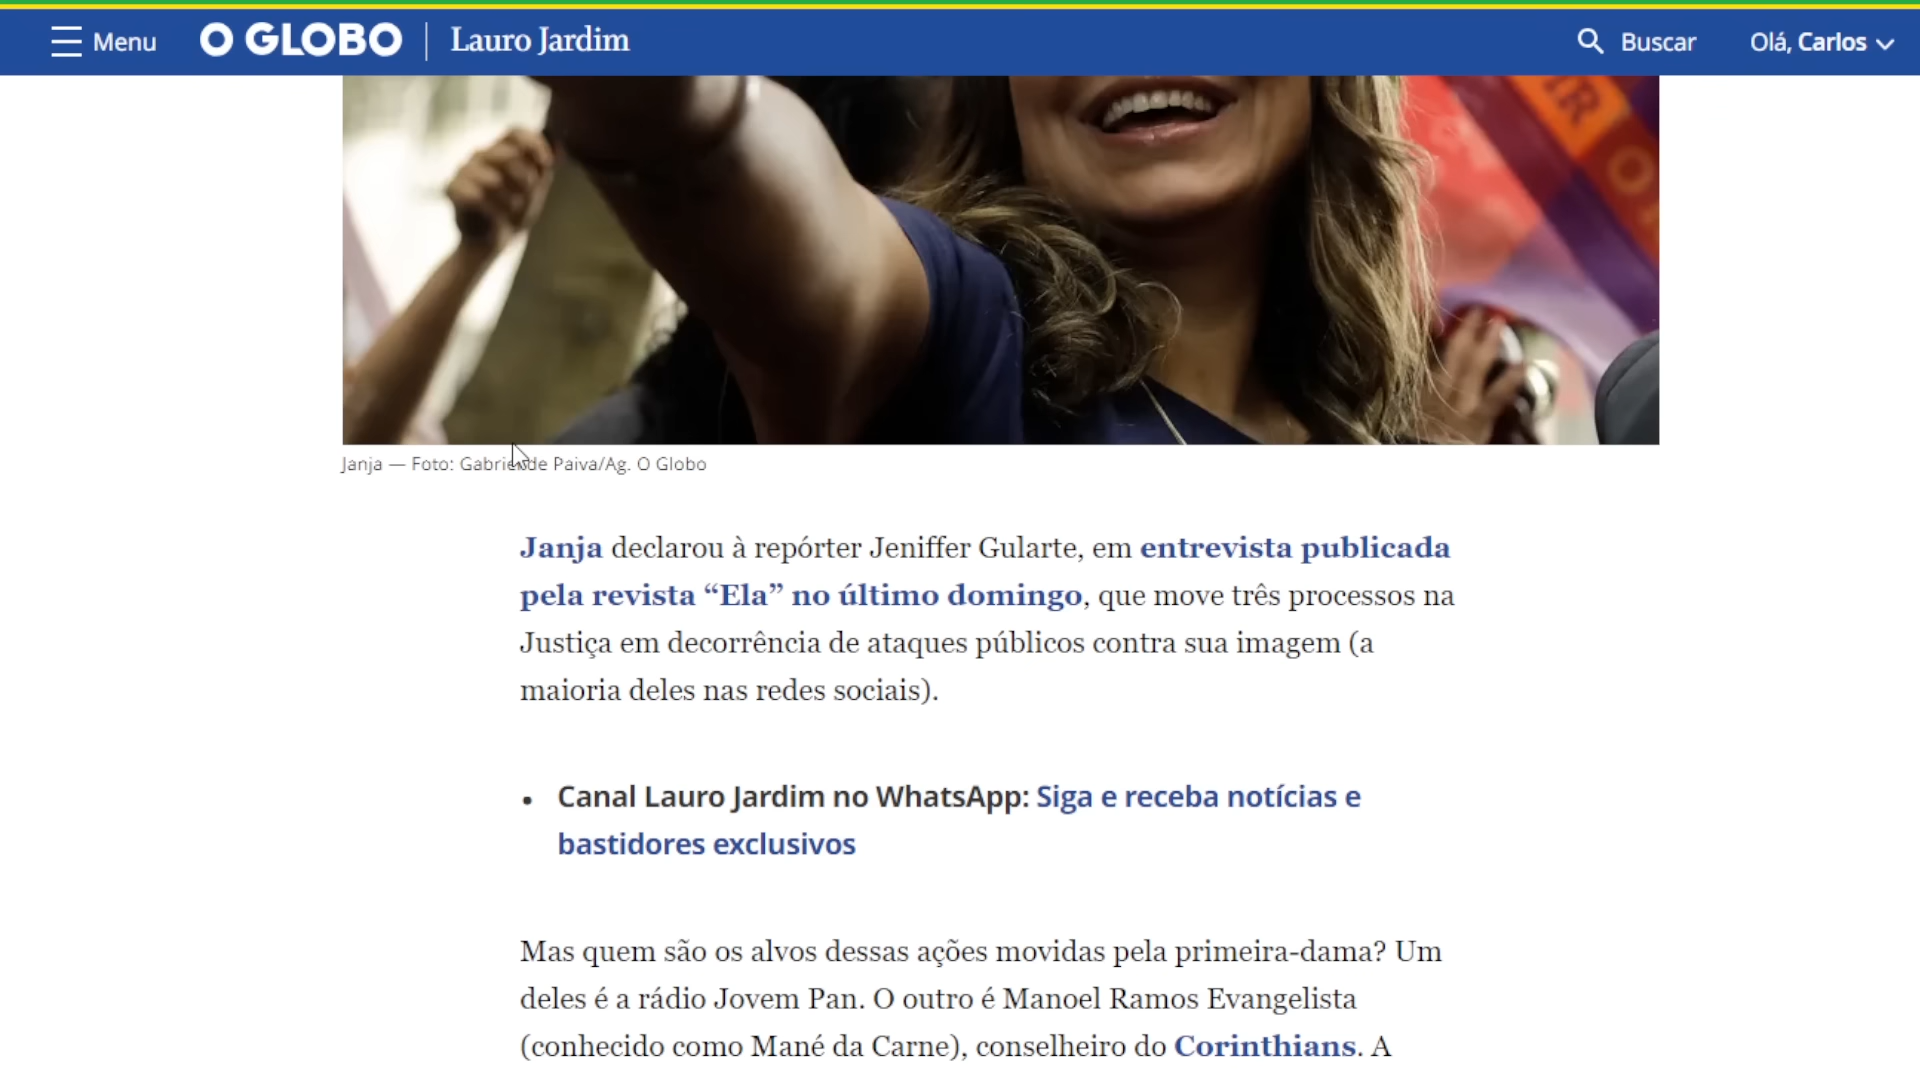 Menu
O GLOBO
Lauro Jardim
Buscar
Olá, Carlos
IR
Janja — Foto: Gabriel de Paiva/Ag. O Globo
Janja declarou à repórter Jeniffer Gularte, em entrevista publicada
pela revista “Ela” no último domingo, que move três processos na
Justiça em decorrência de ataques públicos contra sua imagem (a
maioria deles nas redes sociais).
• Canal Lauro Jardim no WhatsApp: Siga e receba notícias e
bastidores exclusivos
Mas quem são os alvos dessas ações movidas pela primeira-dama? Um
deles é a rádio Jovem Pan. O outro é Manoel Ramos Evangelista
(conhecido como Mané da Carne), conselheiro do Corinthians. A